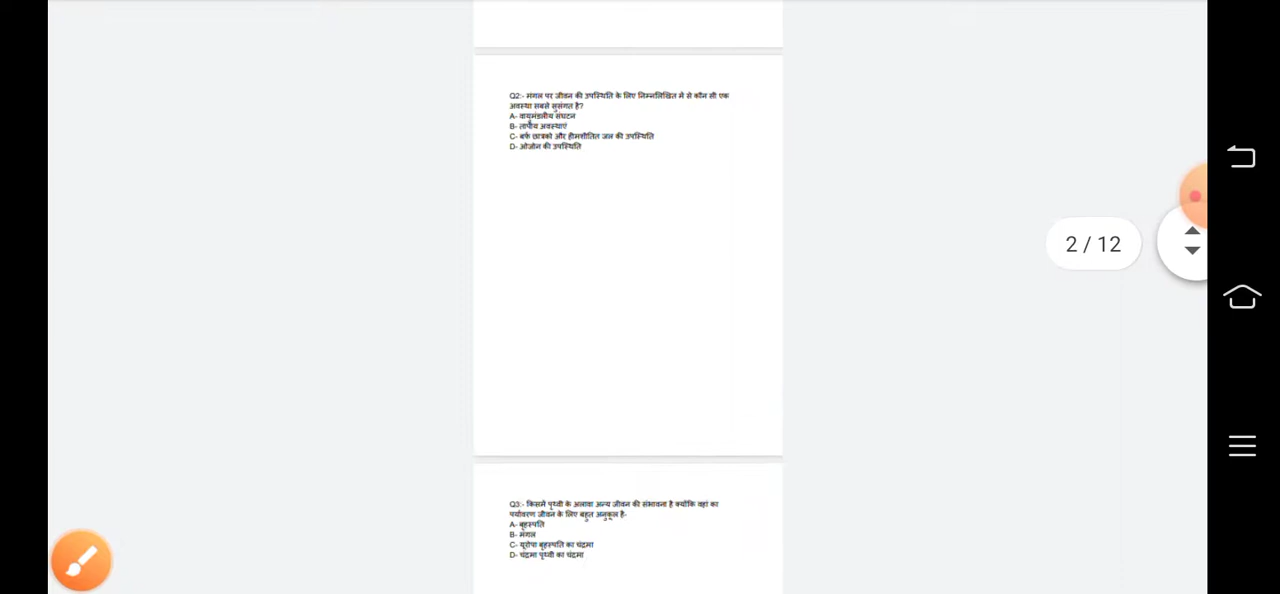 Q2:- मंगल पर जीवन की उपस्थिति के लिए निम्नलिखित मे से कौन सी एक
अवस्था सबसे सुसंगत है?
A- वायुमंडलीय संघटन
B- तापीय अवस्थाएं
C- बर्फ छात्रको और हीमशीतित जल की उपस्थिति
D- ओजोन की उपस्थिति
2 / 12
Q3:- किसमें पृथ्वी के अलावा अन्य जीवन की संभावना है क्योंकि वहां का
पर्यावरण जीवन के लिए बहुत अनुकूल है-
A- बृहस्पति
B- मंगल
C- यूरोपा बृहस्पति का चंद्रमा
D- चंद्रमा पृथ्वी का चंद्रमा